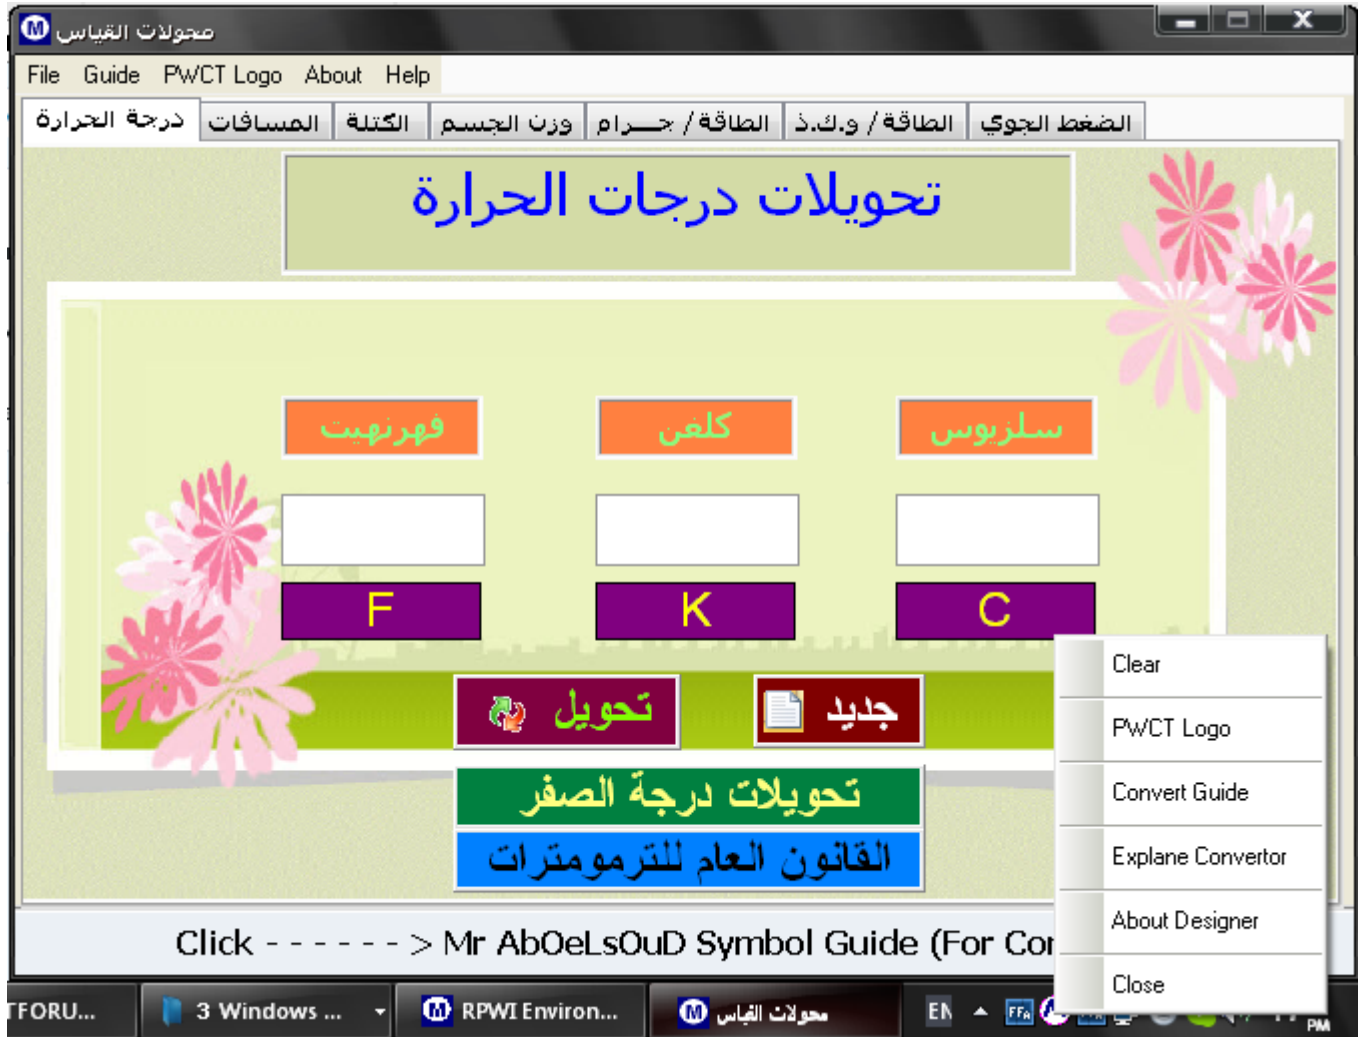 محولات القياس
File Guide PWCT Logo About Help
درجة الحرارة المسافات الكتلة وزن الجسم الطاقة / جـــرام الطاقة / و.ك.ذ الضغط الجوي
تحويلات درجات الحرارة
فهرنهيت كلفن سلزيوس
F K C
تحويل جديد
تحويلات درجة الصفر
القانون العام للترمومترات
Clear
PWCT Logo
Convert Guide
Explane Convertor
About Designer
Close
Click - - - - - - > Mr AbOeLsOuD Symbol Guide (For Cor
TFORU... 3 Windows ... RPWI Environ... محولات القياس EN FFA
PM